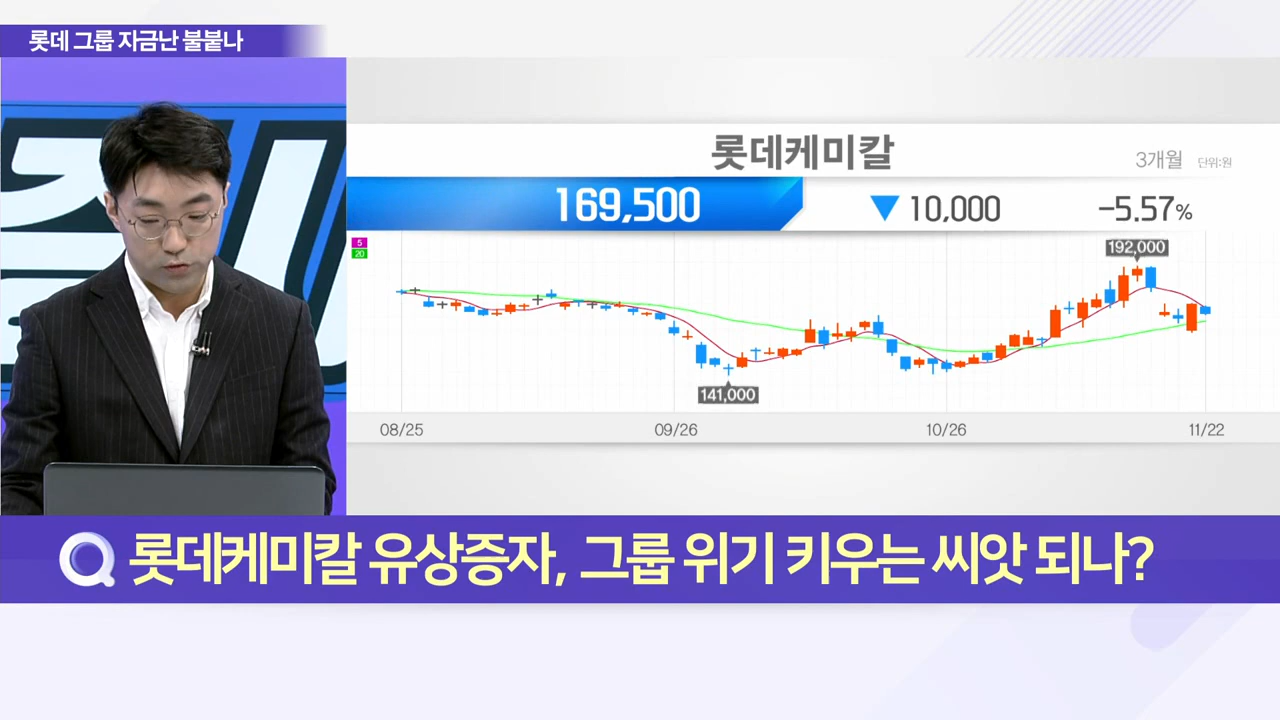 롯데 그룹 자금난 불붙나
롯데케미칼
3개월 단위:원
169,500 ▼ 10,000 -5.57%
5
20
192,000
141,000
08/25 09/26 10/26 11/22
Q 롯데케미칼 유상증자, 그룹 위기 키우는 씨앗 되나?